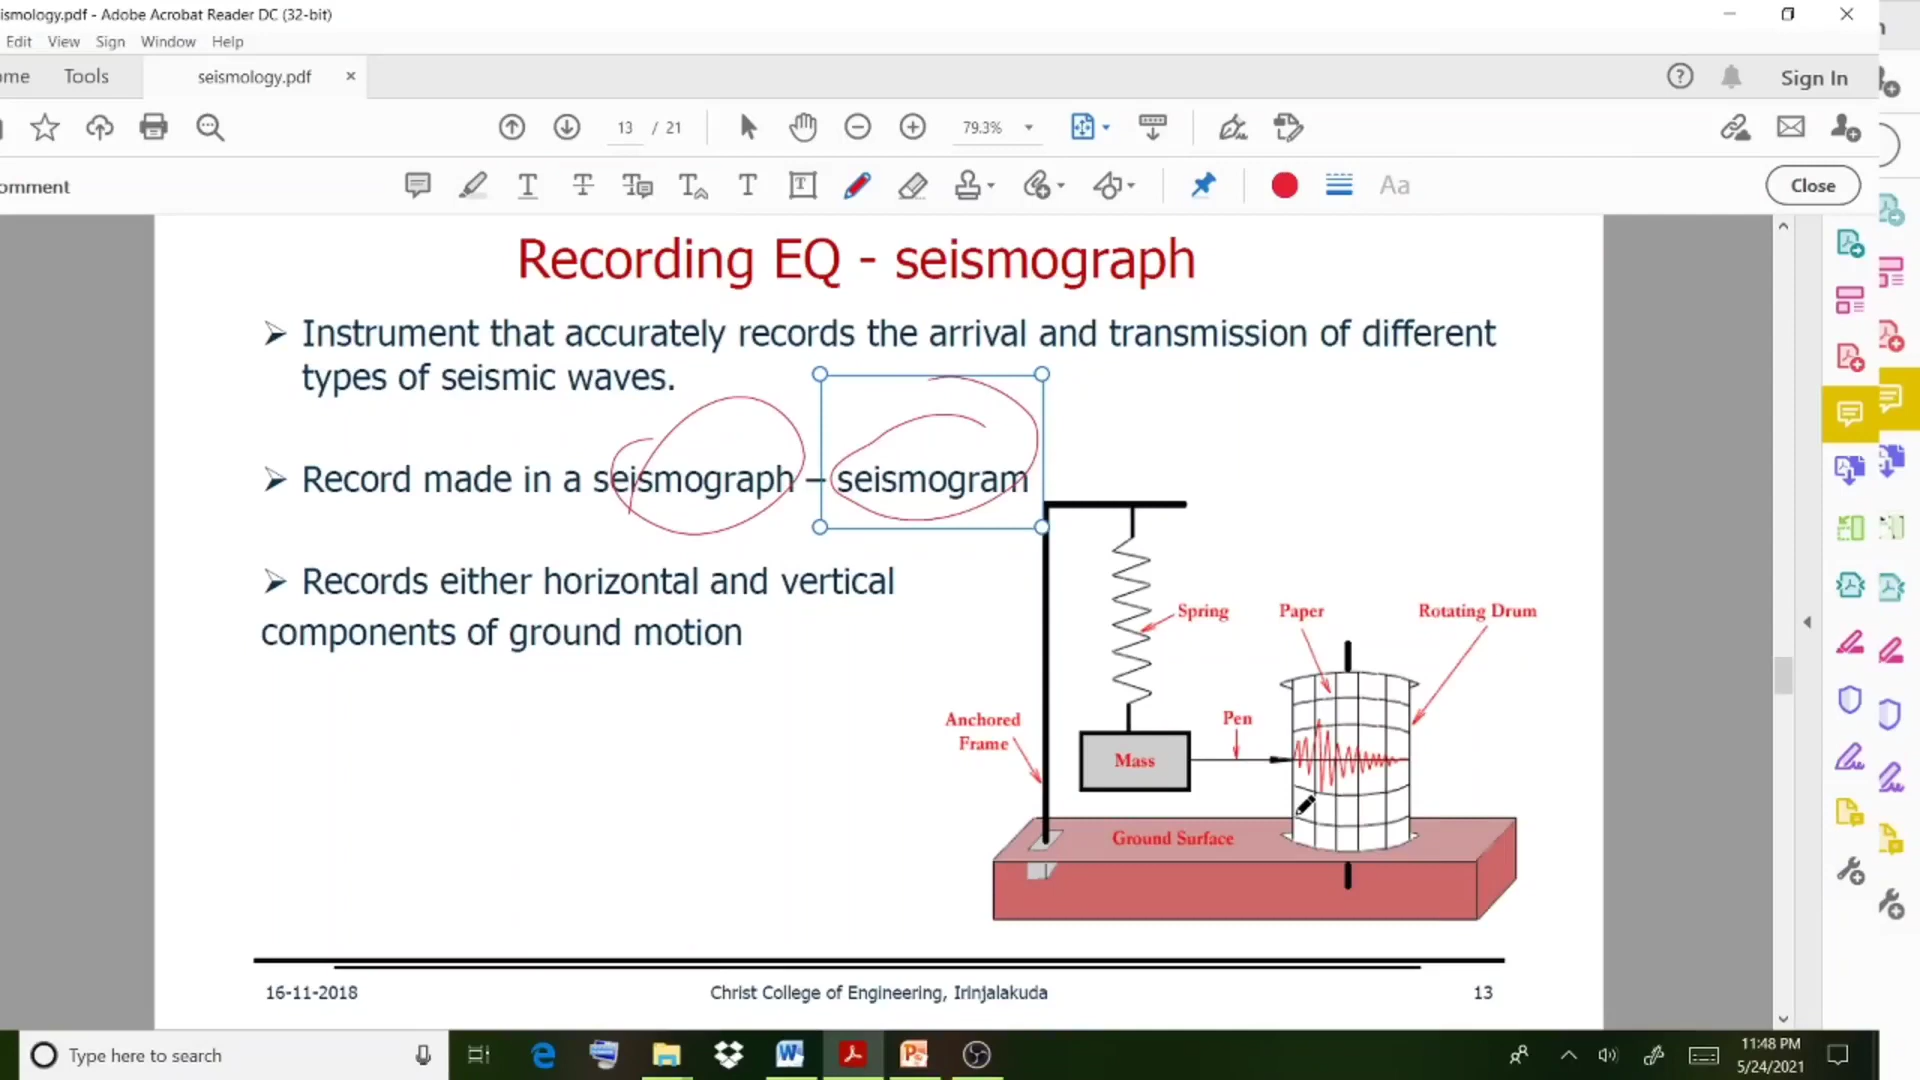 ismology.pdf - Adobe Acrobat Reader DC (32-bit)
Edit View Sign Window Help
ome Tools seismology.pdf × Sign In
13 / 21 79.3%
omment Aa Close
Recording EQ - seismograph
➢ Instrument that accurately records the arrival and transmission of different
types of seismic waves.
➢ Record made in a seismograph – seismogram
➢ Records either horizontal and vertical
components of ground motion
Spring Paper Rotating Drum
Anchored
Frame
Pen
Mass
Ground Surface
16-11-2018 Christ College of Engineering, Irinjalakuda 13
Type here to search
11:48 PM
5/24/2021